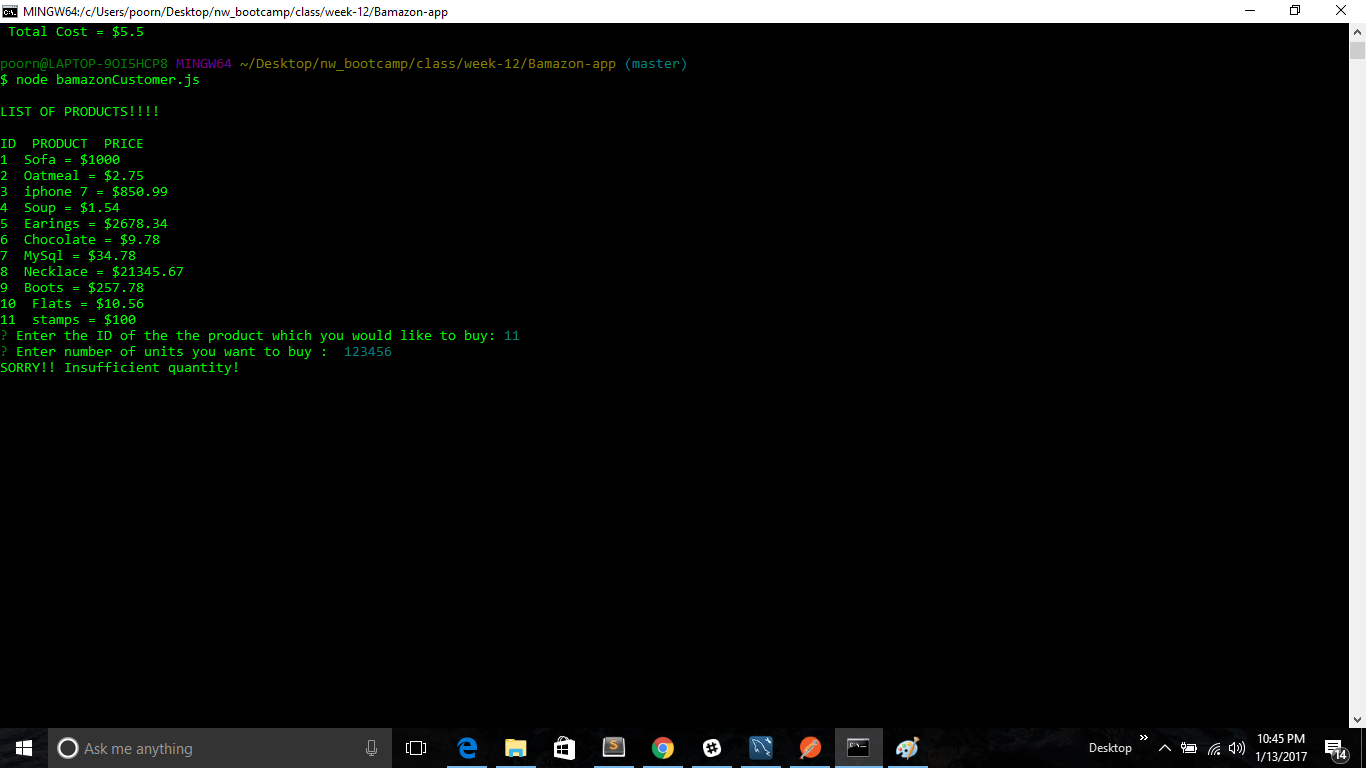 MINGW64:/c/Users/poorn/Desktop/nw_bootcamp/class/week-12/Bamazon-app
Total Cost = $5.5
poorn@LAPTOP-9OI5HCP8 MINGW64 ~/Desktop/nw_bootcamp/class/week-12/Bamazon-app (master)
$ node bamazonCustomer.js
LIST OF PRODUCTS!!!!
ID  PRODUCT  PRICE
1  Sofa = $1000
2  Oatmeal = $2.75
3  iphone 7 = $850.99
4  Soup = $1.54
5  Earings = $2678.34
6  Chocolate = $9.78
7  MySql = $34.78
8  Necklace = $21345.67
9  Boots = $257.78
10  Flats = $10.56
11  stamps = $100
? Enter the ID of the the product which you would like to buy: 11
? Enter number of units you want to buy :  123456
SORRY!! Insufficient quantity!
Ask me anything
Desktop
10:45 PM
1/13/2017
14